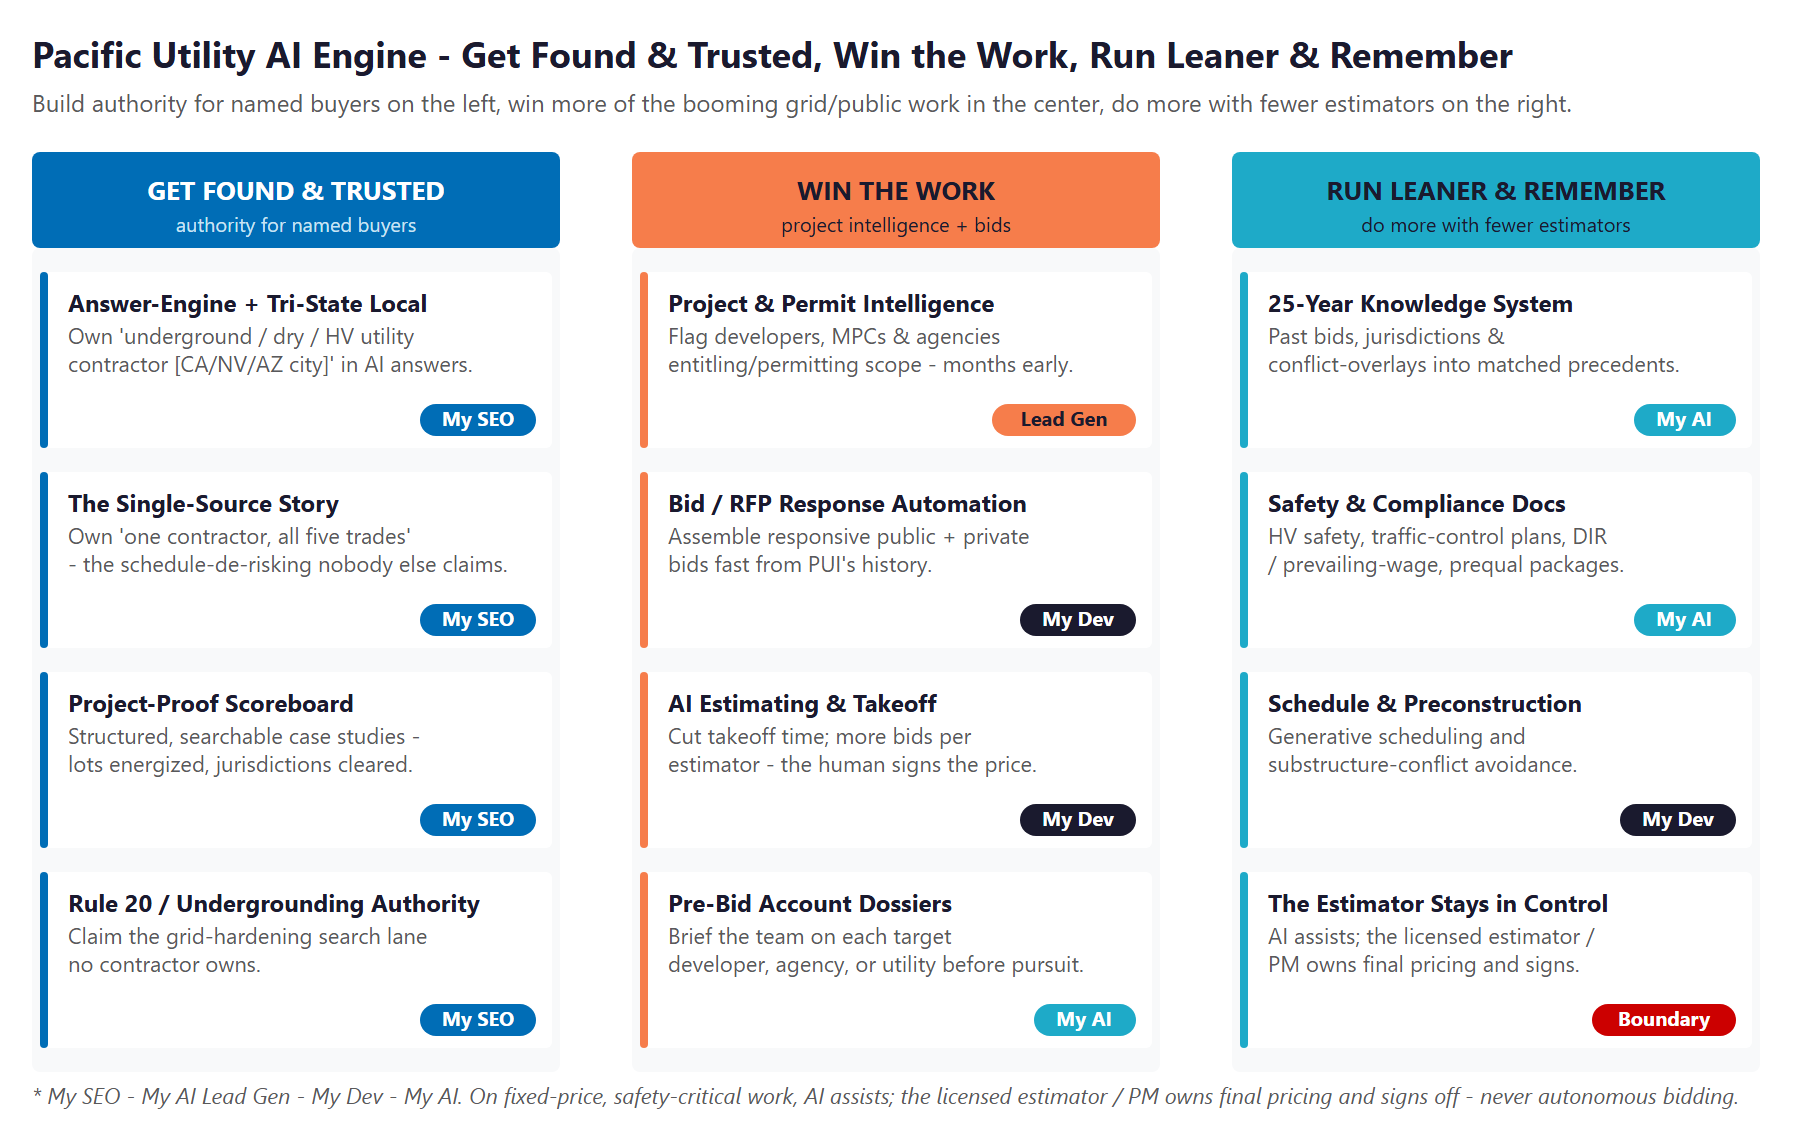 Pacific Utility AI Engine - Get Found & Trusted, Win the Work, Run Leaner & Remember
Build authority for named buyers on the left, win more of the booming grid/public work in the center, do more with fewer estimators on the right.
GET FOUND & TRUSTED
authority for named buyers
Answer-Engine + Tri-State Local
Own 'underground / dry / HV utility
contractor [CA/NV/AZ city]' in AI answers.
My SEO
The Single-Source Story
Own 'one contractor, all five trades'
- the schedule-de-risking nobody else claims.
My SEO
Project-Proof Scoreboard
Structured, searchable case studies -
lots energized, jurisdictions cleared.
My SEO
Rule 20 / Undergrounding Authority
Claim the grid-hardening search lane
no contractor owns.
My SEO
WIN THE WORK
project intelligence + bids
Project & Permit Intelligence
Flag developers, MPCs & agencies
entitling/permitting scope - months early.
Lead Gen
Bid / RFP Response Automation
Assemble responsive public + private
bids fast from PUI's history.
My Dev
AI Estimating & Takeoff
Cut takeoff time; more bids per
estimator - the human signs the price.
My Dev
Pre-Bid Account Dossiers
Brief the team on each target
developer, agency, or utility before pursuit.
My AI
RUN LEANER & REMEMBER
do more with fewer estimators
25-Year Knowledge System
Past bids, jurisdictions &
conflict-overlays into matched precedents.
My AI
Safety & Compliance Docs
HV safety, traffic-control plans, DIR
/ prevailing-wage, prequal packages.
My AI
Schedule & Preconstruction
Generative scheduling and
substructure-conflict avoidance.
My Dev
The Estimator Stays in Control
AI assists; the licensed estimator /
PM owns final pricing and signs.
Boundary
* My SEO - My AI Lead Gen - My Dev - My AI. On fixed-price, safety-critical work, AI assists; the licensed estimator / PM owns final pricing and signs off - never autonomous bidding.